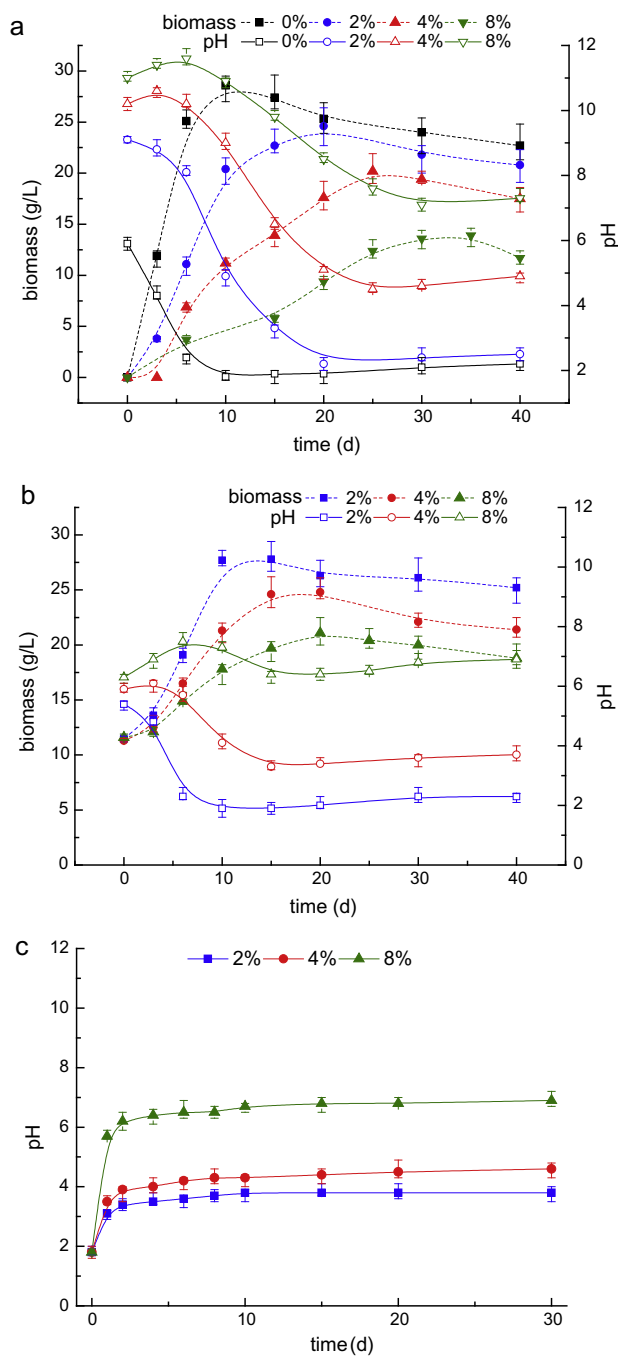 a
biomass 0% 2% 4% 8%
pH 0% 2% 4% 8%
30
25
20
15
10
5
0
biomass (g/L)
12
10
8
6
4
2
pH
0 10 20 30 40
time (d)
b
biomass 2% 4% 8%
pH 2% 4% 8%
30
25
20
15
10
5
0
biomass (g/L)
12
10
8
6
4
2
0
pH
0 10 20 30 40
time (d)
c
2% 4% 8%
12
10
8
6
4
2
0
pH
0 10 20 30
time (d)